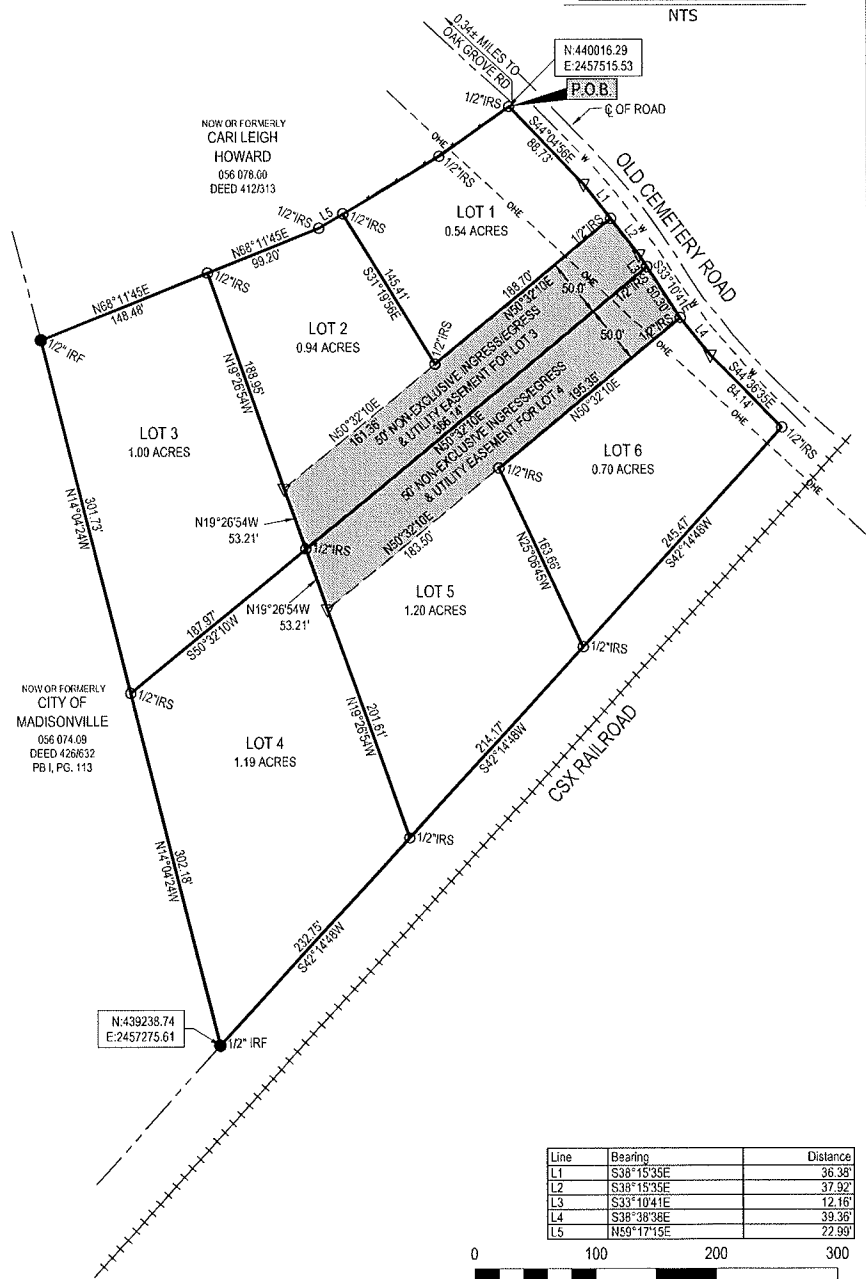 NTS
0.34± MILES TO
OAK GROVE RD
N:440016.29
E:2457515.53
P.O.B.
1/2"IRS
℄ OF ROAD
NOW OR FORMERLY
CARI LEIGH
HOWARD
056 078.00
DEED 412/313
OHE
1/2"IRS
S44°04'56E
88.73'
W
OLD CEMETERY ROAD
L5
1/2"IRS
1/2"IRS
LOT 1
0.54 ACRES
OHE
L1
1/2"IRS
L2
W
N68°11'45E
99.20'
145.41'
S31°19'56E
188.70'
N50°32'10E
50.0'
OHE
L3
1/2"IRS
S33°10'41E
50.30'
W
N68°11'45E
148.48'
1/2"IRS
LOT 2
0.94 ACRES
1/2" IRF
1/2"IRS
50.0'
1/2"IRS
L4
W
OHE
S44°36'35E
84.14'
W
188.95'
N19°26'54W
1/2"IRS
N50°32'10E
161.36'
50' NON-EXCLUSIVE INGRESS/EGRESS
& UTILITY EASEMENT FOR LOT 3
356.14'
N50°32'10E
50' NON-EXCLUSIVE INGRESS/EGRESS
& UTILITY EASEMENT FOR LOT 4
195.35'
N50°32'10E
OHE
1/2"IRS
LOT 3
1.00 ACRES
LOT 6
0.70 ACRES
OHE
301.73'
N14°04'24W
N19°26'54W
53.21'
1/2"IRS
1/2"IRS
N50°32'10E
183.50'
163.66'
N25°06'45W
245.47'
S42°14'48W
N19°26'54W
53.21'
LOT 5
1.20 ACRES
187.97'
S50°32'10W
1/2"IRS
NOW OR FORMERLY
CITY OF
MADISONVILLE
056 074.09
DEED 426/632
PB I, PG. 113
1/2"IRS
201.61'
N19°26'54W
LOT 4
1.19 ACRES
214.17'
S42°14'48W
CSX RAILROAD
1/2"IRS
302.18'
N14°04'24W
232.75'
S42°14'48W
N:439238.74
E:2457275.61
1/2" IRF
Line Bearing Distance
L1 S38°15'35E 36.38'
L2 S38°15'35E 37.92'
L3 S33°10'41E 12.16'
L4 S38°38'38E 39.36'
L5 N59°17'15E 22.99'
0 100 200 300